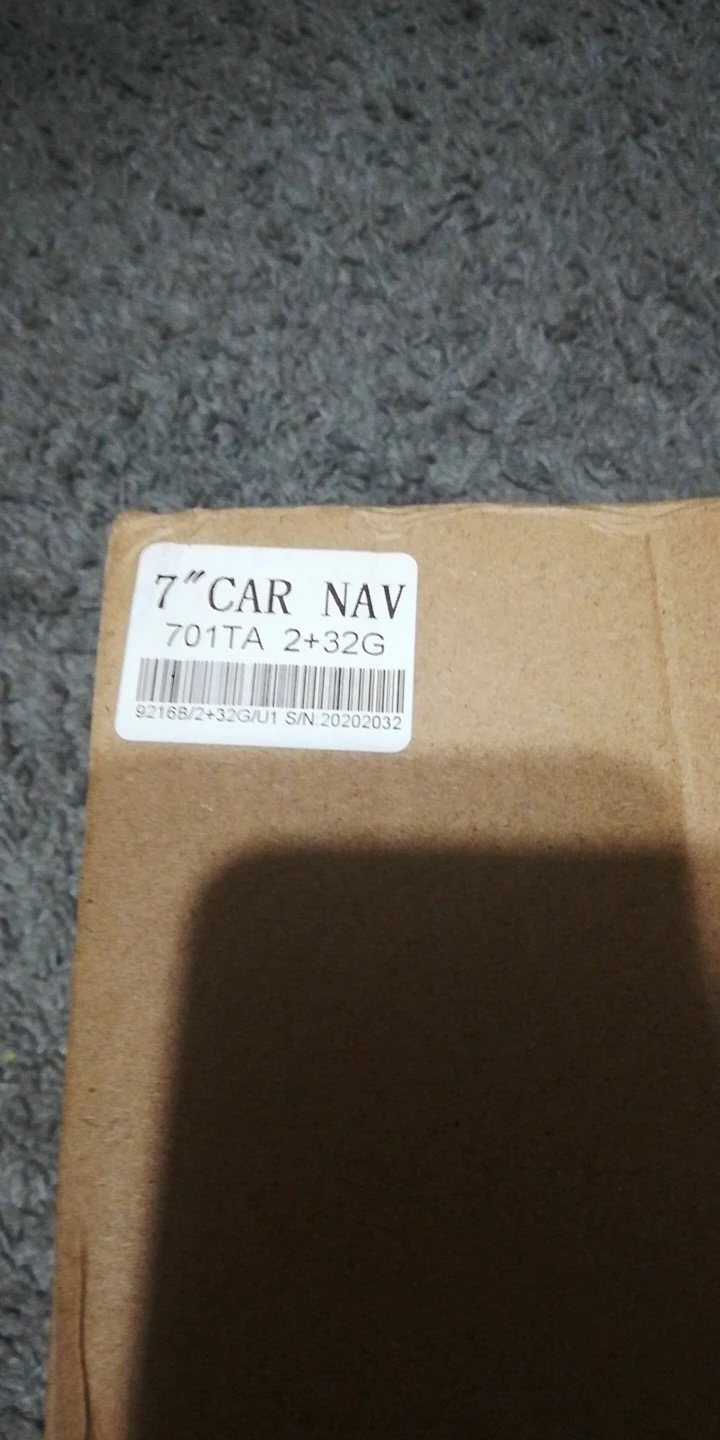 7"CAR NAV
701TA 2+32G
9216B/2+32G/U1 S/N:20202032